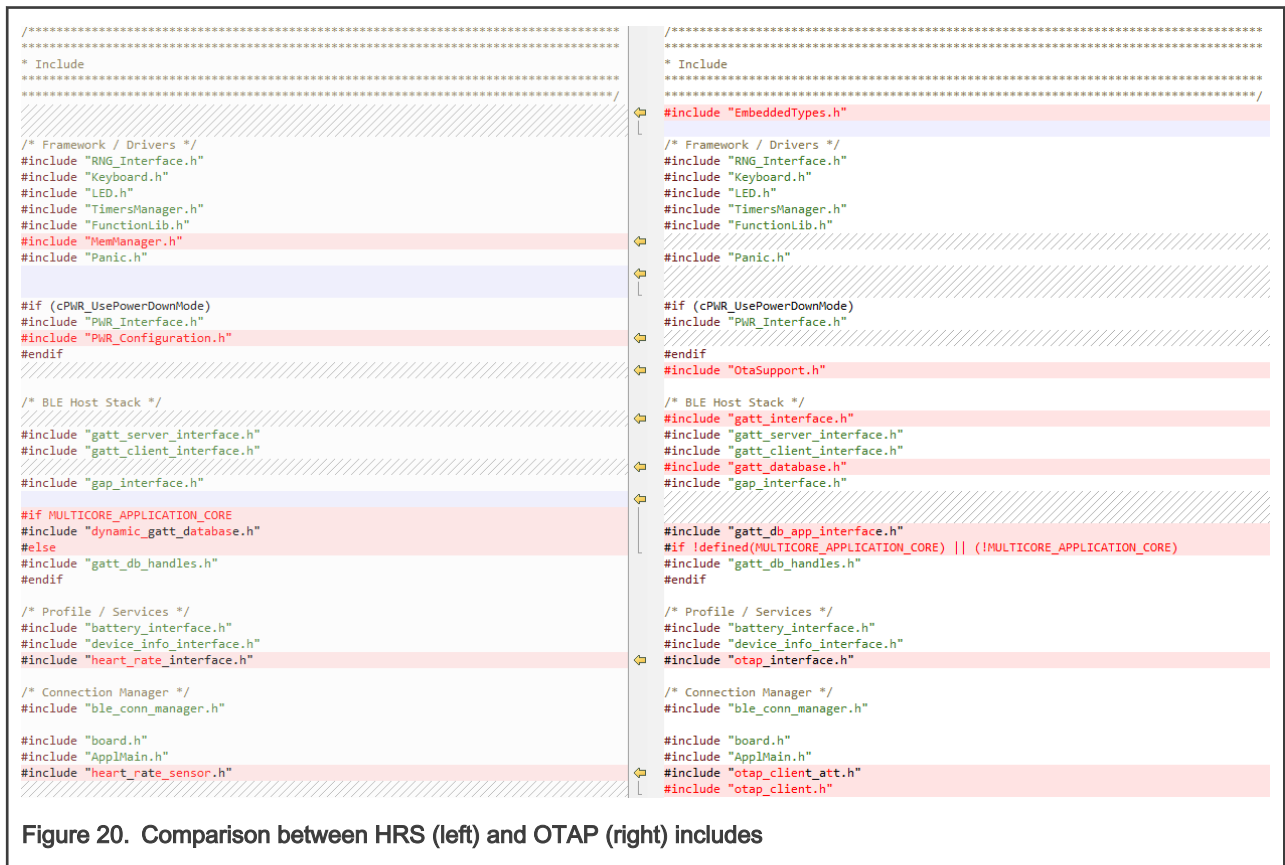 /************************************************************************************
*************************************************************************************
* Include
*************************************************************************************
************************************************************************************/
/* Framework / Drivers */
#include "RNG_Interface.h"
#include "Keyboard.h"
#include "LED.h"
#include "TimersManager.h"
#include "FunctionLib.h"
#include "MemManager.h"
#include "Panic.h"
#if (cPWR_UsePowerDownMode)
#include "PWR_Interface.h"
#include "PWR_Configuration.h"
#endif
/* BLE Host Stack */
#include "gatt_server_interface.h"
#include "gatt_client_interface.h"
#include "gap_interface.h"
#if MULTICORE_APPLICATION_CORE
#include "dynamic_gatt_database.h"
#else
#include "gatt_db_handles.h"
#endif
/* Profile / Services */
#include "battery_interface.h"
#include "device_info_interface.h"
#include "heart_rate_interface.h"
/* Connection Manager */
#include "ble_conn_manager.h"
#include "board.h"
#include "ApplMain.h"
#include "heart_rate_sensor.h"
/************************************************************************************
*************************************************************************************
* Include
*************************************************************************************
************************************************************************************/
#include "EmbeddedTypes.h"
/* Framework / Drivers */
#include "RNG_Interface.h"
#include "Keyboard.h"
#include "LED.h"
#include "TimersManager.h"
#include "FunctionLib.h"
#include "Panic.h"
#if (cPWR_UsePowerDownMode)
#include "PWR_Interface.h"
#endif
#include "OtaSupport.h"
/* BLE Host Stack */
#include "gatt_interface.h"
#include "gatt_server_interface.h"
#include "gatt_client_interface.h"
#include "gatt_database.h"
#include "gap_interface.h"
#include "gatt_db_app_interface.h"
#if !defined(MULTICORE_APPLICATION_CORE) || (!MULTICORE_APPLICATION_CORE)
#include "gatt_db_handles.h"
#endif
/* Profile / Services */
#include "battery_interface.h"
#include "device_info_interface.h"
#include "otap_interface.h"
/* Connection Manager */
#include "ble_conn_manager.h"
#include "board.h"
#include "ApplMain.h"
#include "otap_client_att.h"
#include "otap_client.h"
Figure 20. Comparison between HRS (left) and OTAP (right) includes